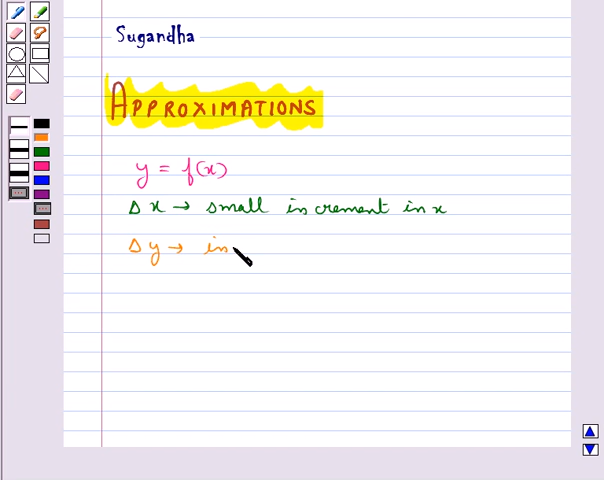 Sugandha
APPROXIMATIONS
y = f(x)
Δx → small increment in x
Δy → in